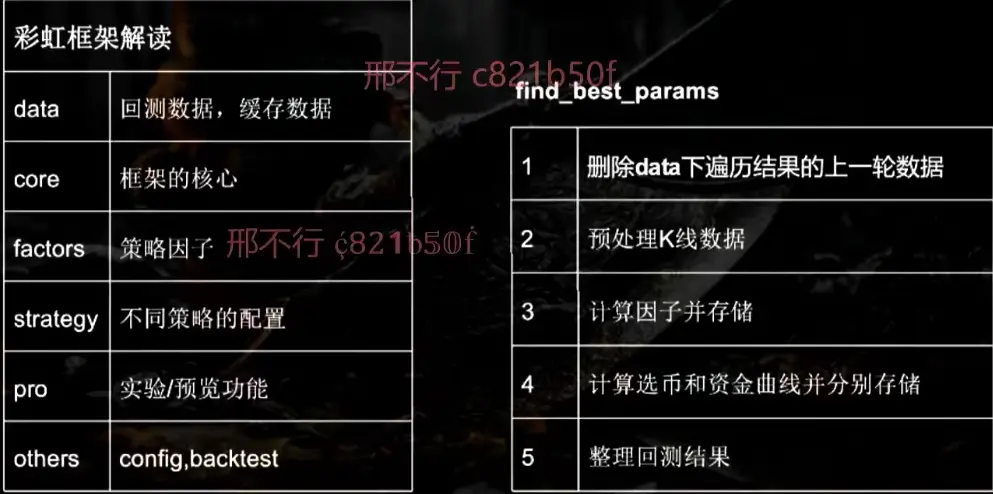 彩虹框架解读
data 回测数据，缓存数据
core 框架的核心
factors 策略因子
strategy 不同策略的配置
pro 实验/预览功能
others config,backtest
邢不行 c821b50f
邢不行 c821b50f
find_best_params
1 删除data下遍历结果的上一轮数据
2 预处理K线数据
3 计算因子并存储
4 计算选币和资金曲线并分别存储
5 整理回测结果